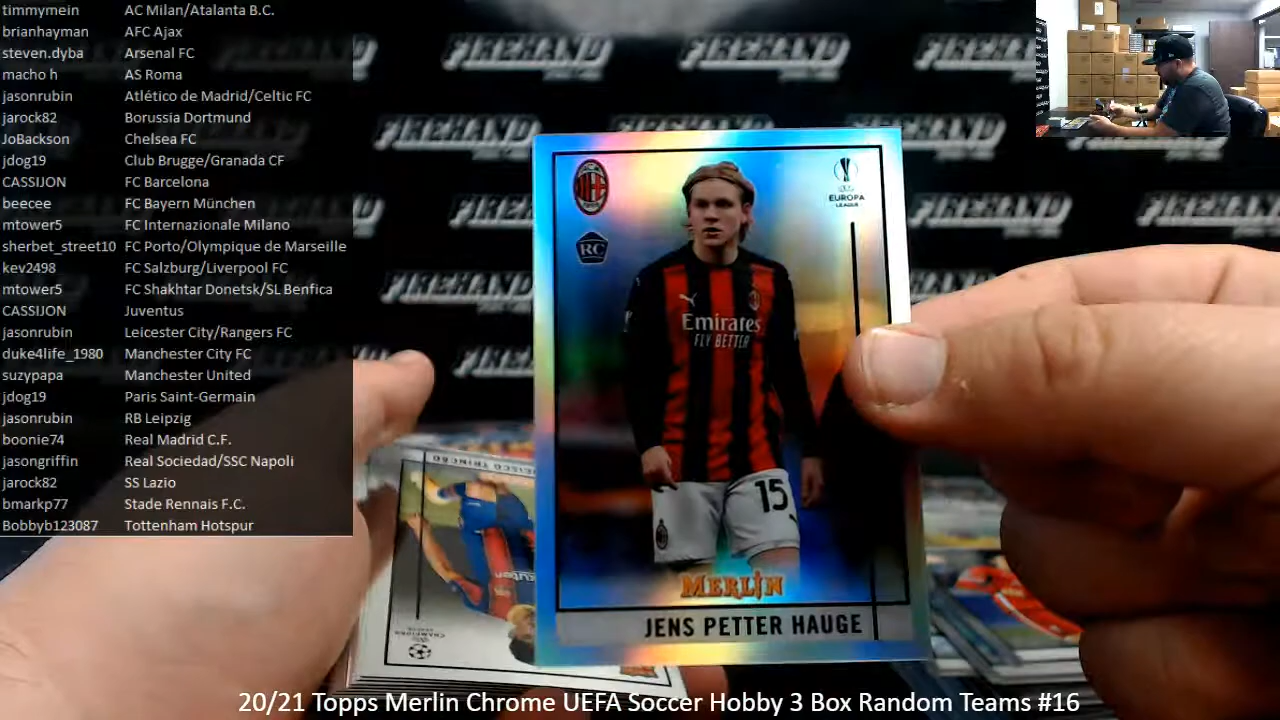 timmymein AC Milan/Atalanta B.C.
brianhayman AFC Ajax
steven.dyba Arsenal FC
macho h AS Roma
jasonrubin Atlético de Madrid/Celtic FC
jarock82 Borussia Dortmund
JoBackson Chelsea FC
jdog19 Club Brugge/Granada CF
CASSIJON FC Barcelona
beecee FC Bayern München
mtower5 FC Internazionale Milano
sherbet_street10 FC Porto/Olympique de Marseille
kev2498 FC Salzburg/Liverpool FC
mtower5 FC Shakhtar Donetsk/SL Benfica
CASSIJON Juventus
jasonrubin Leicester City/Rangers FC
duke4life_1980 Manchester City FC
suzypapa Manchester United
jdog19 Paris Saint-Germain
jasonrubin RB Leipzig
boonie74 Real Madrid C.F.
jasongriffin Real Sociedad/SSC Napoli
jarock82 SS Lazio
bmarkp77 Stade Rennais F.C.
Bobbyb123087 Tottenham Hotspur
FIREHAND FIREHAND FIREHAND
FIREHAND FIREHAND
EUROPA
LEAGUE
RC
Emirates
FLY BETTER
15
MERLIN
JENS PETTER HAUGE
20/21 Topps Merlin Chrome UEFA Soccer Hobby 3 Box Random Teams #16